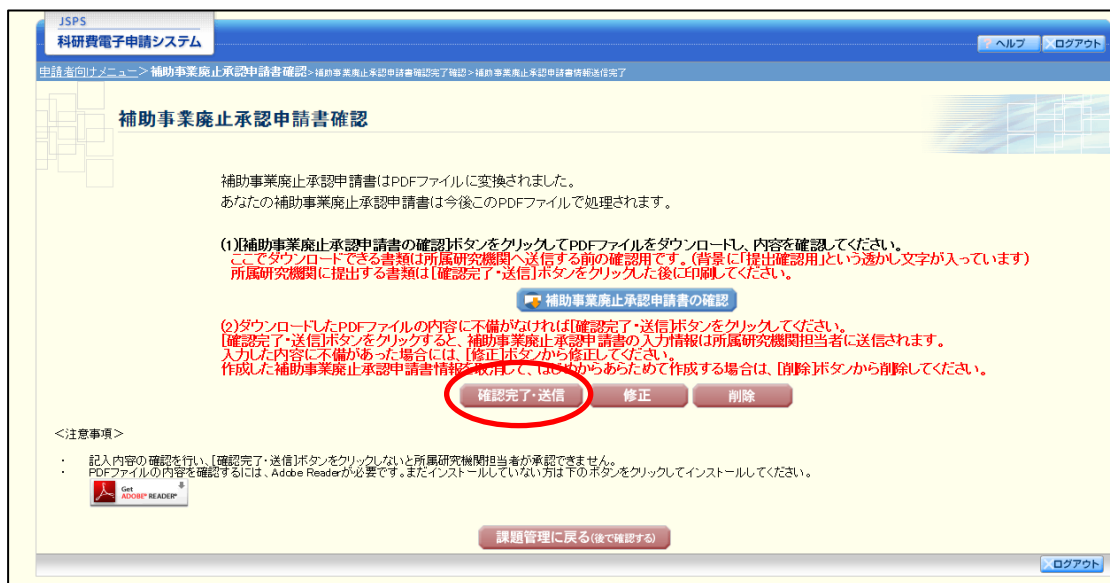 JSPS
科研費電子申請システム
ヘルプ
ログアウト
申請者向けメニュー>補助事業廃止承認申請書確認>補助事業廃止承認申請書確認完了確認>補助事業廃止承認申請書情報送信完了
補助事業廃止承認申請書確認
補助事業廃止承認申請書はPDFファイルに変換されました。
あなたの補助事業廃止承認申請書は今後このPDFファイルで処理されます。
(1)[補助事業廃止承認申請書の確認]ボタンをクリックしてPDFファイルをダウンロードし、内容を確認してください。
ここでダウンロードできる書類は所属研究機関へ送信する前の確認用です。(背景に「提出確認用」という透かし文字が入っています)
所属研究機関に提出する書類は[確認完了・送信]ボタンをクリックした後に印刷してください。
補助事業廃止承認申請書の確認
(2)ダウンロードしたPDFファイルの内容に不備がなければ[確認完了・送信]ボタンをクリックしてください。
[確認完了・送信]ボタンをクリックすると、補助事業廃止承認申請書の入力情報は所属研究機関担当者に送信されます。
入力した内容に不備があった場合には、[修正]ボタンから修正してください。
作成した補助事業廃止承認申請書情報を取消して、はじめからあらためて作成する場合は、[削除]ボタンから削除してください。
確認完了・送信
修正
削除
<注意事項>
・ 記入内容の確認を行い、[確認完了・送信]ボタンをクリックしないと所属研究機関担当者が承認できません。
・ PDFファイルの内容を確認するには、Adobe Readerが必要です。まだインストールしていない方は下のボタンをクリックしてインストールしてください。
Get
ADOBE® READER®
課題管理に戻る(後で確認する)
ログアウト